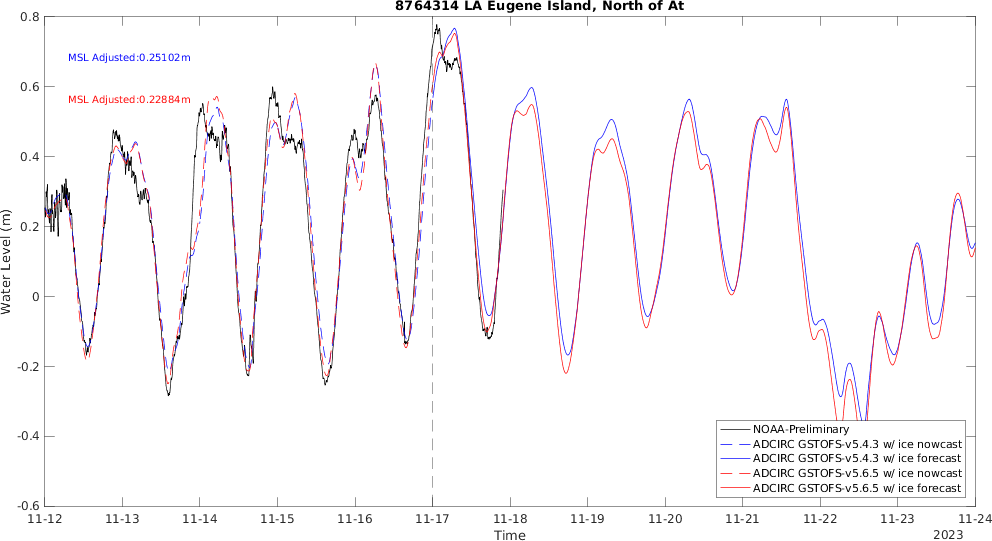 8764314 LA Eugene Island, North of At
0.8
0.6
0.4
0.2
0
-0.2
-0.4
-0.6
Water Level (m)
MSL Adjusted:0.25102m
MSL Adjusted:0.22884m
NOAA-Preliminary
ADCIRC GSTOFS-v5.4.3 w/ ice nowcast
ADCIRC GSTOFS-v5.4.3 w/ ice forecast
ADCIRC GSTOFS-v5.6.5 w/ ice nowcast
ADCIRC GSTOFS-v5.6.5 w/ ice forecast
11-12 11-13 11-14 11-15 11-16 11-17 11-18 11-19 11-20 11-21 11-22 11-23 11-24
Time
2023